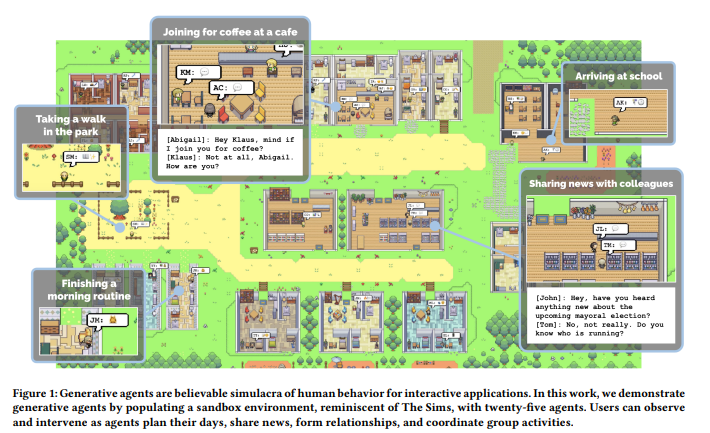 Joining for coffee at a cafe
KM:
AC:
[Abigail]: Hey Klaus, mind if
I join you for coffee?
[Klaus]: Not at all, Abigail.
How are you?
Arriving at school
AK:
Taking a walk
in the park
SM:
Sharing news with colleagues
JL:
TM:
[John]: Hey, have you heard
anything new about the
upcoming mayoral election?
[Tom]: No, not really. Do you
know who is running?
Finishing a
morning routine
JM:
Figure 1: Generative agents are believable simulacra of human behavior for interactive applications. In this work, we demonstrate
generative agents by populating a sandbox environment, reminiscent of The Sims, with twenty-five agents. Users can observe
and intervene as agents plan their days, share news, form relationships, and coordinate group activities.